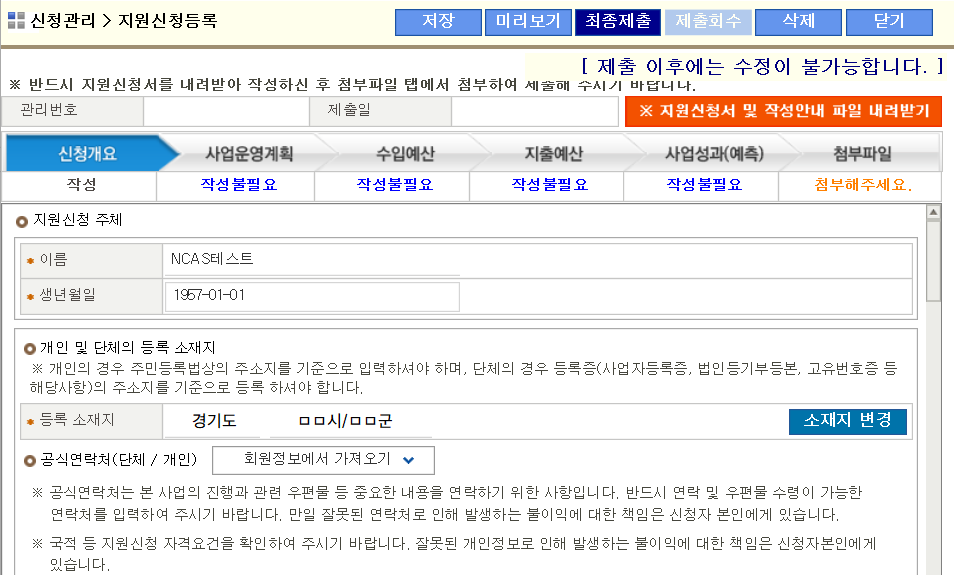 신청관리 > 지원신청등록
저장 미리보기 최종제출 제출회수 삭제 닫기
[ 제출 이후에는 수정이 불가능합니다. ]
※ 반드시 지원신청서를 내려받아 작성하신 후 첨부파일 탭에서 첨부하여 제출해 주시기 바랍니다.
관리번호 제출일 ※ 지원신청서 및 작성안내 파일 내려받기
신청개요 사업운영계획 수입예산 지출예산 사업성과(예측) 첨부파일
작성 작성불필요 작성불필요 작성불필요 작성불필요 첨부해주세요.
지원신청 주체
이름 NCAS테스트
생년월일 1957-01-01
개인 및 단체의 등록 소재지
※ 개인의 경우 주민등록법상의 주소지를 기준으로 입력하셔야 하며, 단체의 경우 등록증(사업자등록증, 법인등기부등본, 고유번호증 등
해당사항)의 주소지를 기준으로 등록 하셔야 합니다.
등록 소재지 경기도 ㅁㅁ시/ㅁㅁ군 소재지 변경
공식연락처(단체 / 개인) 회원정보에서 가져오기
※ 공식연락처는 본 사업의 진행과 관련 우편물 등 중요한 내용을 연락하기 위한 사항입니다. 반드시 연락 및 우편물 수령이 가능한
연락처를 입력하여 주시기 바랍니다. 만일 잘못된 연락처로 인해 발생하는 불이익에 대한 책임은 신청자 본인에게 있습니다.
※ 국적 등 지원신청 자격요건을 확인하여 주시기 바랍니다. 잘못된 개인정보로 인해 발생하는 불이익에 대한 책임은 신청자본인에게
있습니다.